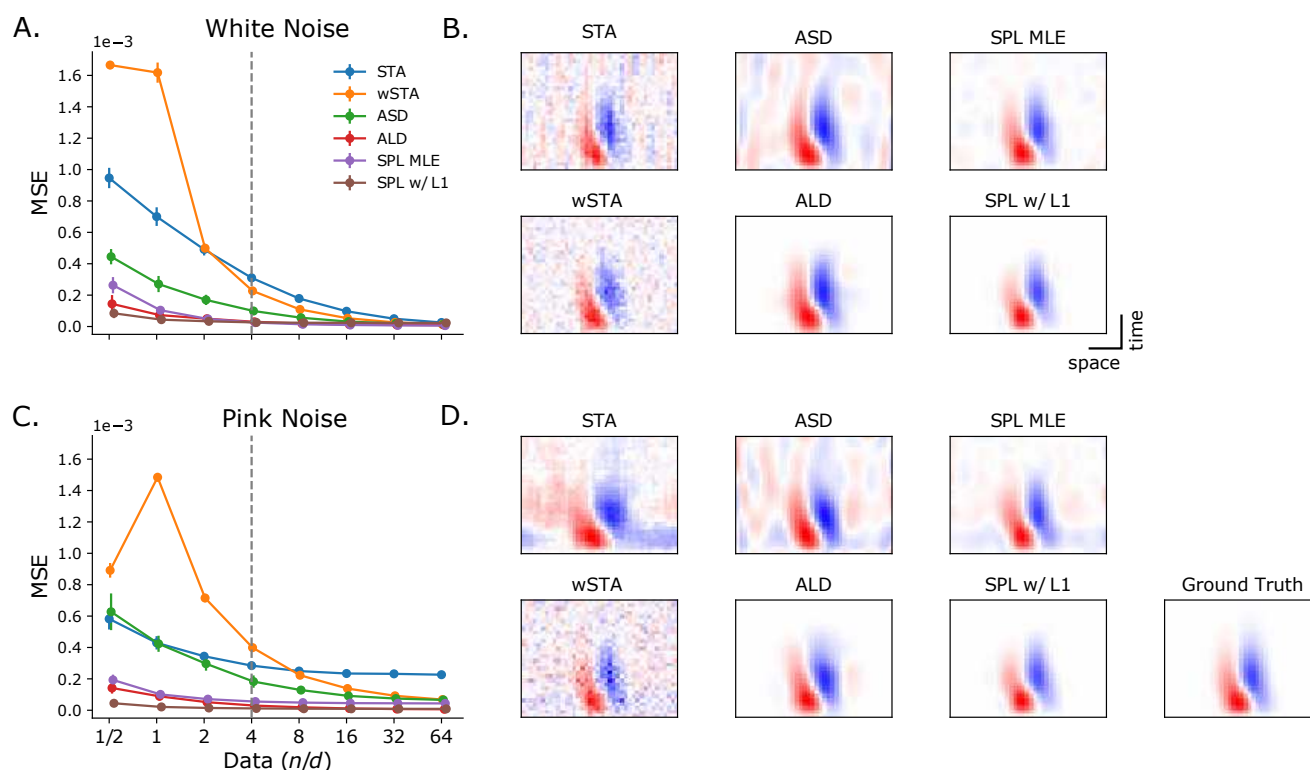 A.
White Noise
1e−3
MSE
1.6
1.4
1.2
1.0
0.8
0.6
0.4
0.2
0.0
STA
wSTA
ASD
ALD
SPL MLE
SPL w/ L1
B.
STA
ASD
SPL MLE
wSTA
ALD
SPL w/ L1
space
time
C.
Pink Noise
1e−3
MSE
1.6
1.4
1.2
1.0
0.8
0.6
0.4
0.2
0.0
1/2 1 2 4 8 16 32 64
Data (n/d)
D.
STA
ASD
SPL MLE
wSTA
ALD
SPL w/ L1
Ground Truth